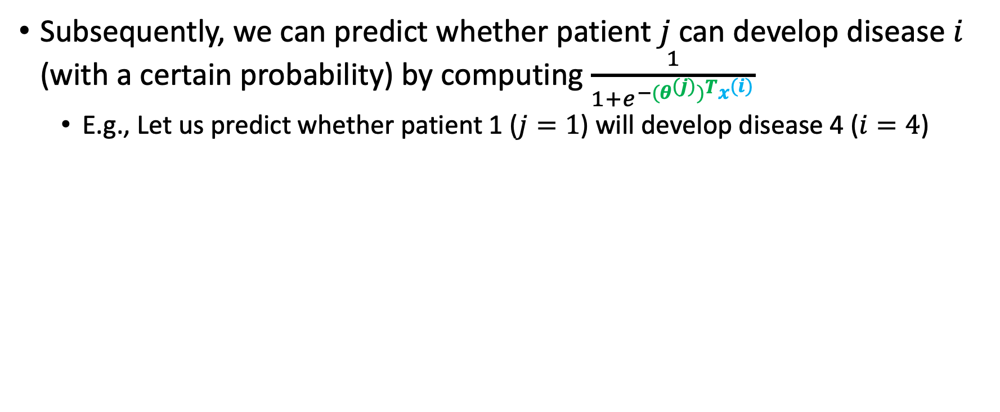 • Subsequently, we can predict whether patient j can develop disease i
(with a certain probability) by computing \frac{1}{1+e^{-(\boldsymbol{\theta}^{(j)})^T \boldsymbol{x}^{(i)}}}
• E.g., Let us predict whether patient 1 (j = 1) will develop disease 4 (i = 4)